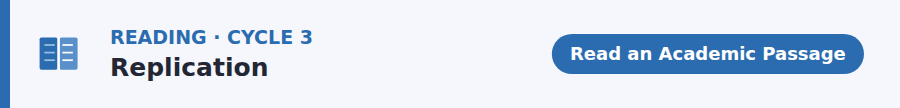 READING · CYCLE 3
Replication
Read an Academic Passage